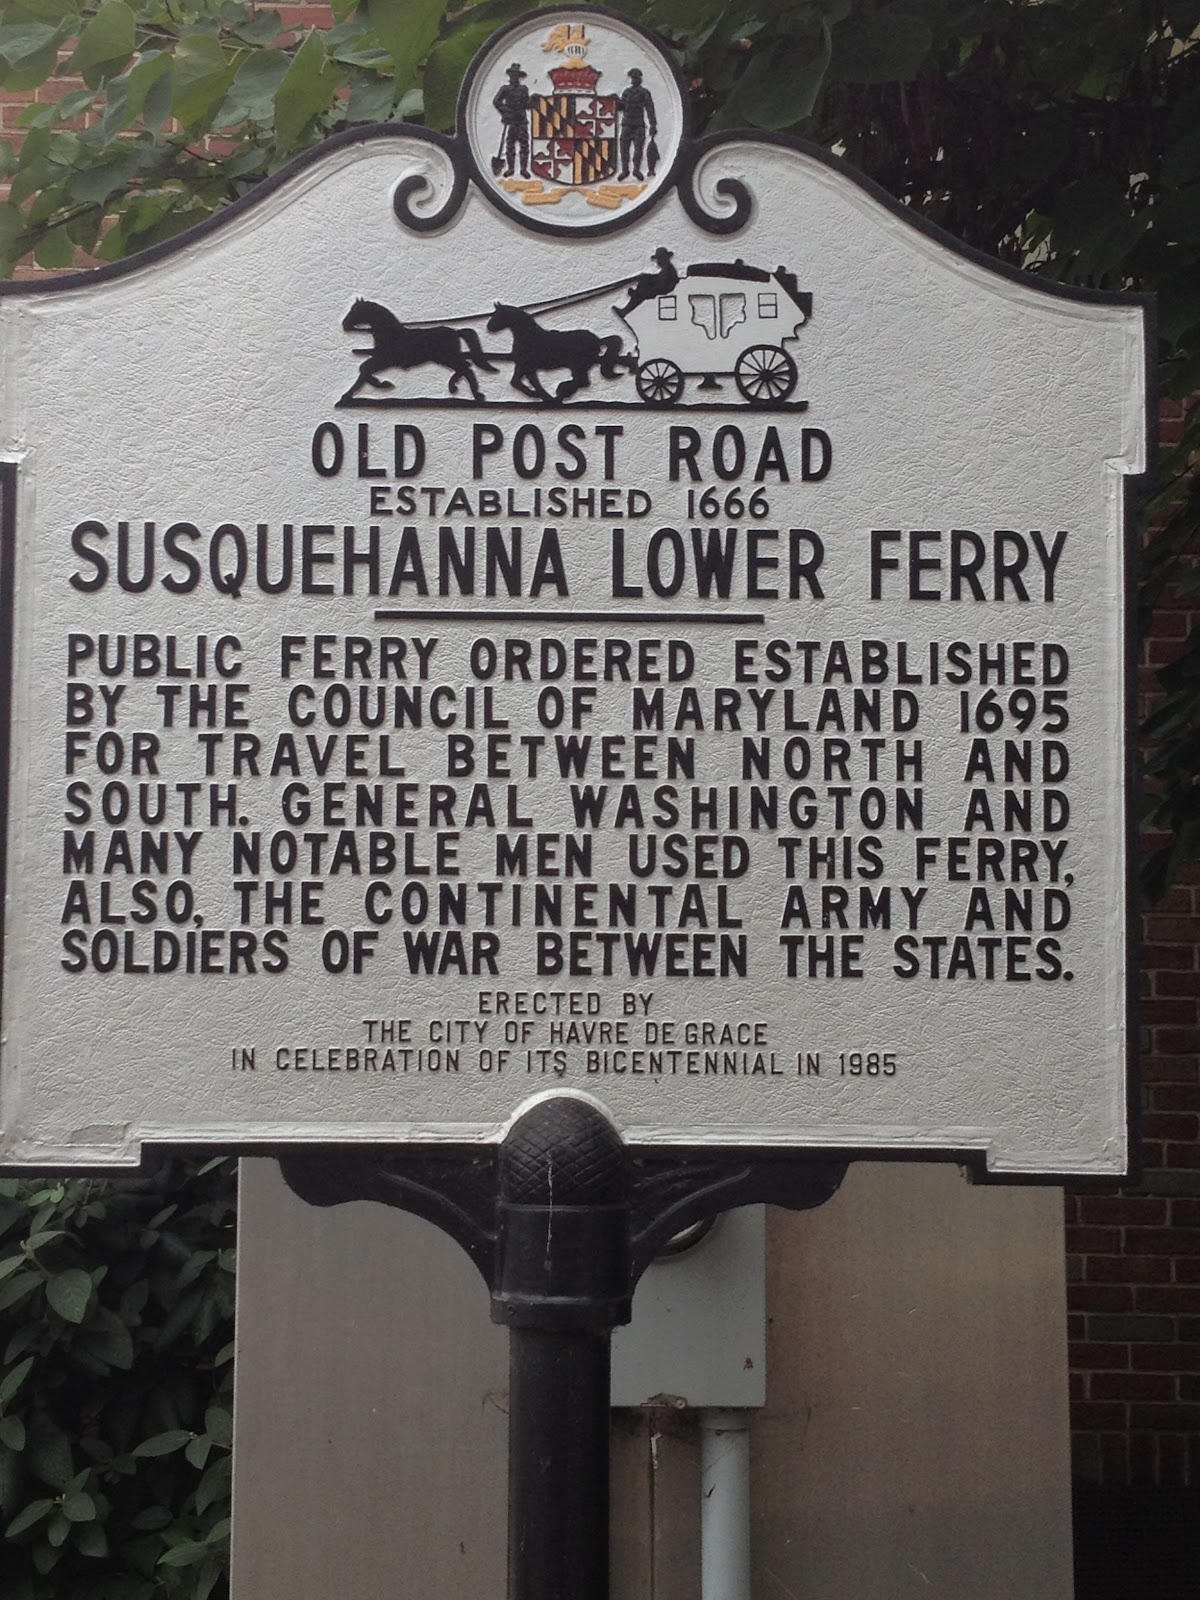 OLD POST ROAD
ESTABLISHED 1666
SUSQUEHANNA LOWER FERRY
PUBLIC FERRY ORDERED ESTABLISHED
BY THE COUNCIL OF MARYLAND 1695
FOR TRAVEL BETWEEN NORTH AND
SOUTH. GENERAL WASHINGTON AND
MANY NOTABLE MEN USED THIS FERRY,
ALSO, THE CONTINENTAL ARMY AND
SOLDIERS OF WAR BETWEEN THE STATES.
ERECTED BY
THE CITY OF HAVRE DE GRACE
IN CELEBRATION OF ITS BICENTENNIAL IN 1985